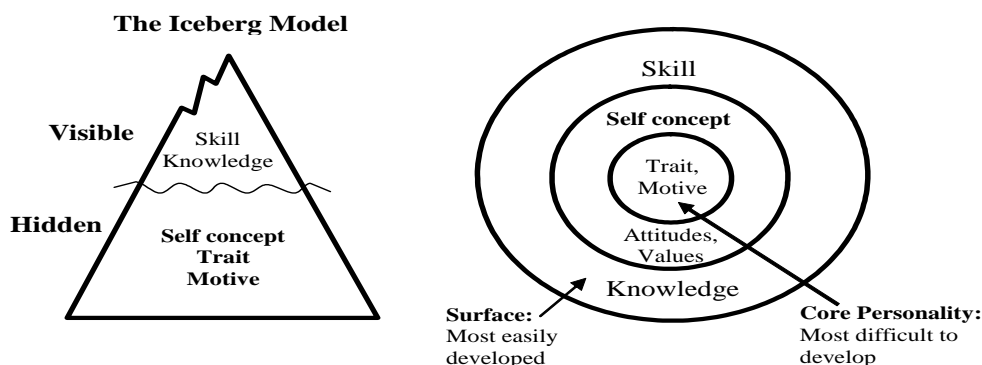 The Iceberg Model
Visible
Skill
Knowledge
Hidden
Self concept
Trait
Motive
Skill
Self concept
Trait,
Motive
Attitudes,
Values
Knowledge
Surface:
Most easily
developed
Core Personality:
Most difficult to
develop